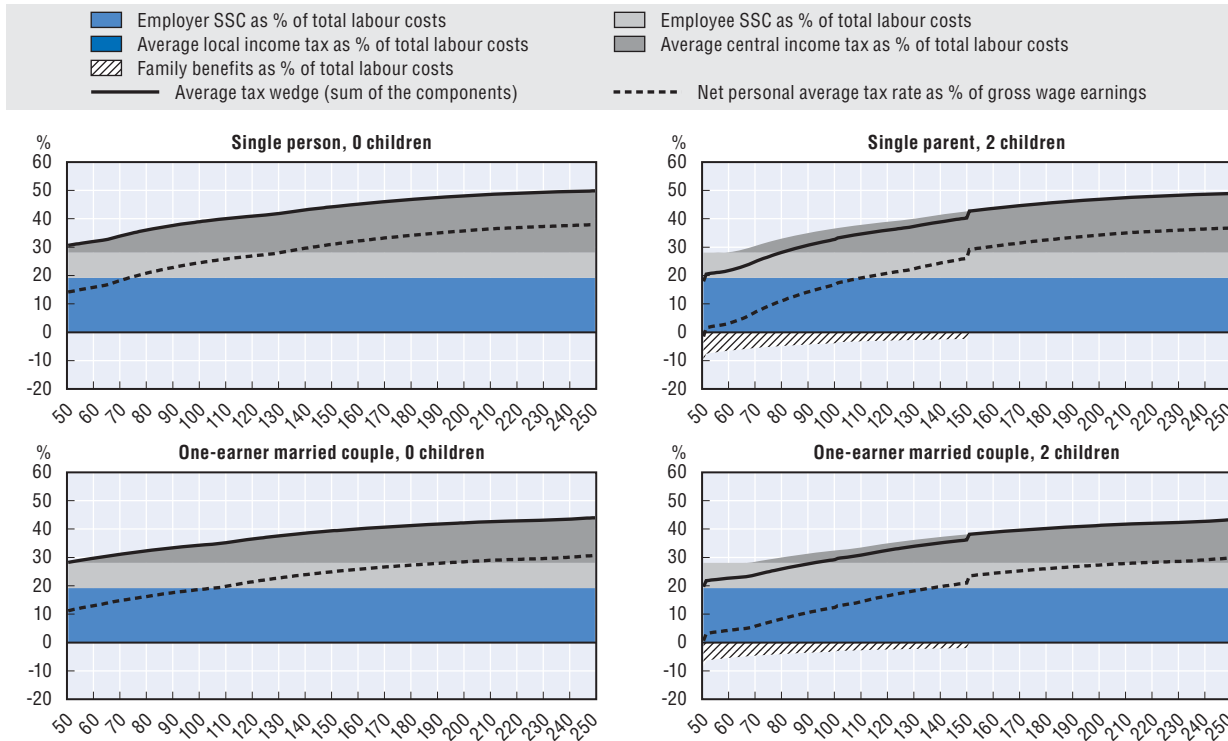 Employer SSC as % of total labour costs
Employee SSC as % of total labour costs
Average local income tax as % of total labour costs
Average central income tax as % of total labour costs
Family benefits as % of total labour costs
Average tax wedge (sum of the components)
Net personal average tax rate as % of gross wage earnings
%
Single person, 0 children
60
50
40
30
20
10
0
-10
-20
50 60 70 80 90 100 110 120 130 140 150 160 170 180 190 200 210 220 230 240 250
%
Single parent, 2 children
60
50
40
30
20
10
0
-10
-20
50 60 70 80 90 100 110 120 130 140 150 160 170 180 190 200 210 220 230 240 250
%
One-earner married couple, 0 children
60
50
40
30
20
10
0
-10
-20
50 60 70 80 90 100 110 120 130 140 150 160 170 180 190 200 210 220 230 240 250
%
One-earner married couple, 2 children
60
50
40
30
20
10
0
-10
-20
50 60 70 80 90 100 110 120 130 140 150 160 170 180 190 200 210 220 230 240 250